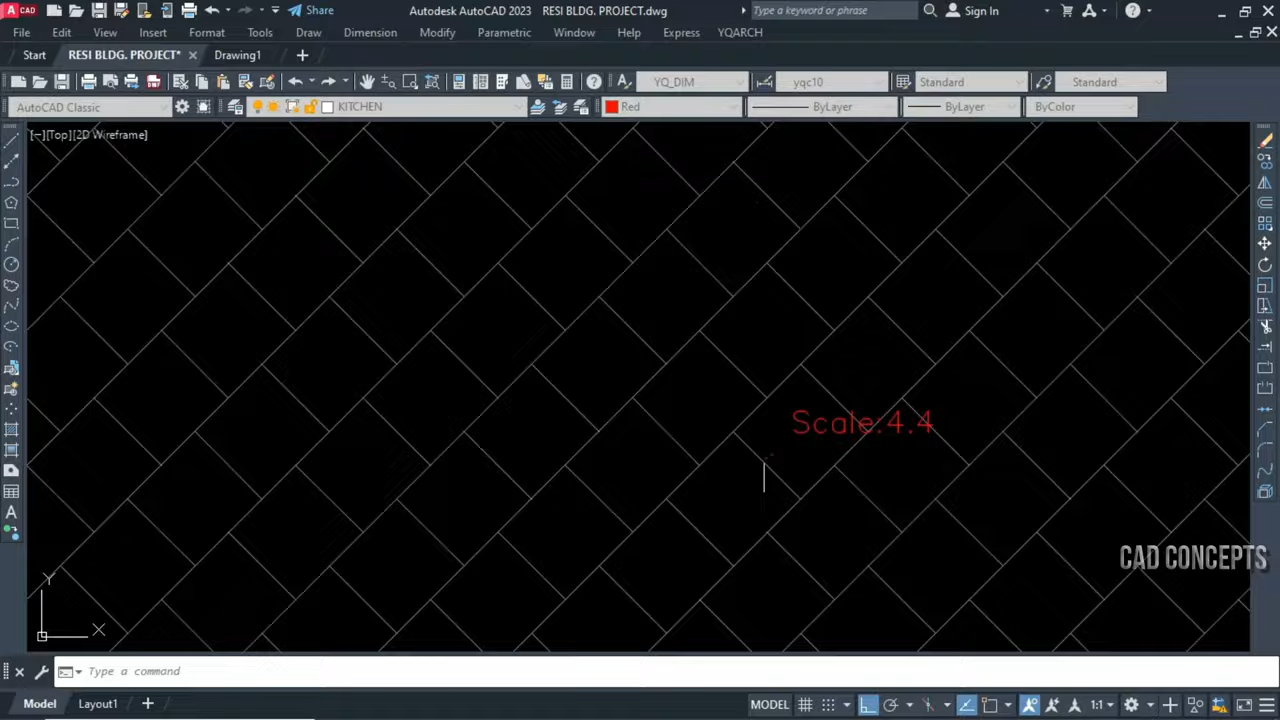 CAD Share Autodesk AutoCAD 2023 RESI BLDG. PROJECT.dwg Type a keyword or phrase Sign In
File Edit View Insert Format Tools Draw Dimension Modify Parametric Window Help Express YQARCH
Start RESI BLDG. PROJECT* Drawing1
YQ_DIM yqc10 Standard Standard
AutoCAD Classic KITCHEN Red ByLayer ByLayer ByColor
[−][Top][2D Wireframe]
Scale:4.4
CAD CONCEPTS
Y
X
Type a command
Model Layout1 MODEL 1:1